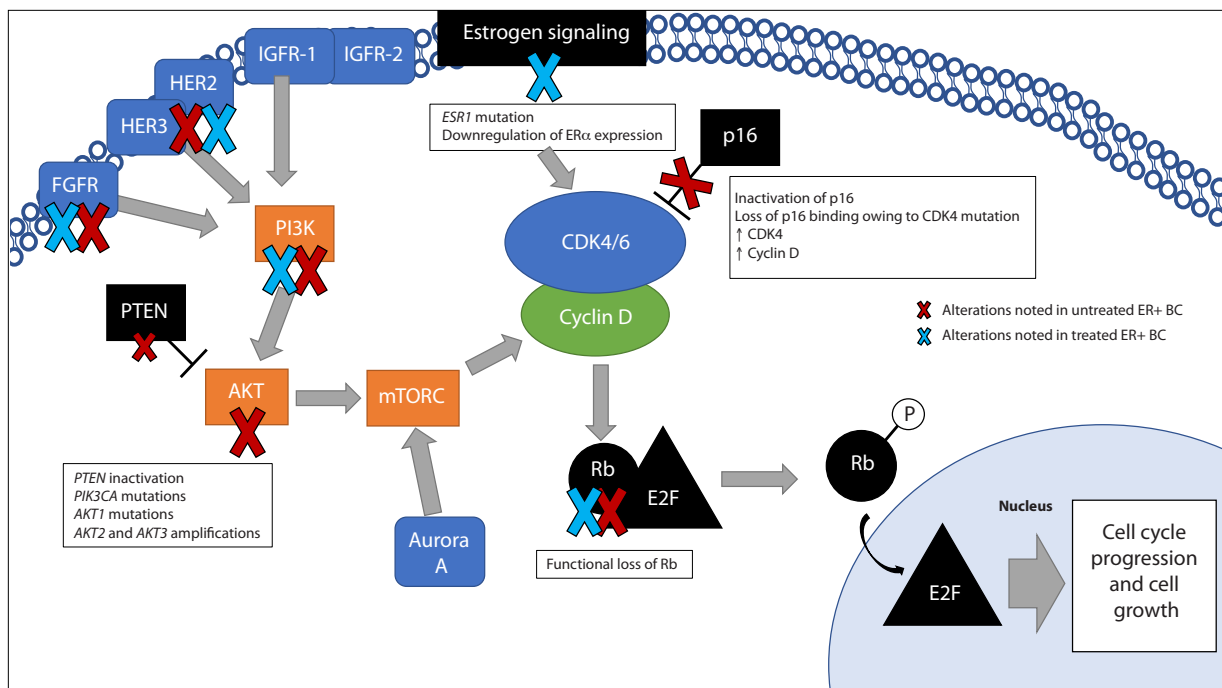 Estrogen signaling
IGFR-1
IGFR-2
HER2
HER3
FGFR
ESR1 mutation
Downregulation of ERα expression
p16
Inactivation of p16
Loss of p16 binding owing to CDK4 mutation
↑ CDK4
↑ Cyclin D
PI3K
CDK4/6
Cyclin D
PTEN
Alterations noted in untreated ER+ BC
Alterations noted in treated ER+ BC
AKT
mTORC
PTEN inactivation
PIK3CA mutations
AKT1 mutations
AKT2 and AKT3 amplifications
Aurora
A
Rb
E2F
Functional loss of Rb
P
Rb
Nucleus
E2F
Cell cycle
progression
and cell
growth